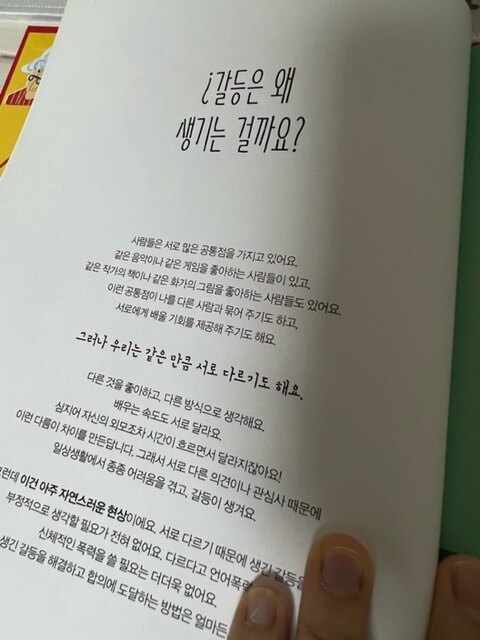 ¿갈등은 왜
생기는 걸까요?
사람들은 서로 많은 공통점을 가지고 있어요.
같은 음악이나 같은 게임을 좋아하는 사람들이 있고,
같은 작가의 책이나 같은 화가의 그림을 좋아하는 사람들도 있어요.
이런 공통점이 나를 다른 사람과 묶어 주기도 하고,
서로에게 배울 기회를 제공해 주기도 해요.
그러나 우리는 같은 만큼 서로 다르기도 해요.
다른 것을 좋아하고, 다른 방식으로 생각해요.
배우는 속도도 서로 달라요.
심지어 자신의 외모조차 시간이 흐르면서 달라지잖아요!
이런 다름이 차이를 만든답니다. 그래서 서로 다른 의견이나 관심사 때문에
일상생활에서 종종 어려움을 겪고, 갈등이 생겨요.
이건 아주 자연스러운 현상이에요. 서로 다르기 때문에 생긴 갈등을
부정적으로 생각할 필요가 전혀 없어요. 다르다고 언어폭력
신체적인 폭력을 쓸 필요는 더더욱 없어요.
생긴 갈등을 해결하고 합의에 도달하는 방법은 얼마든